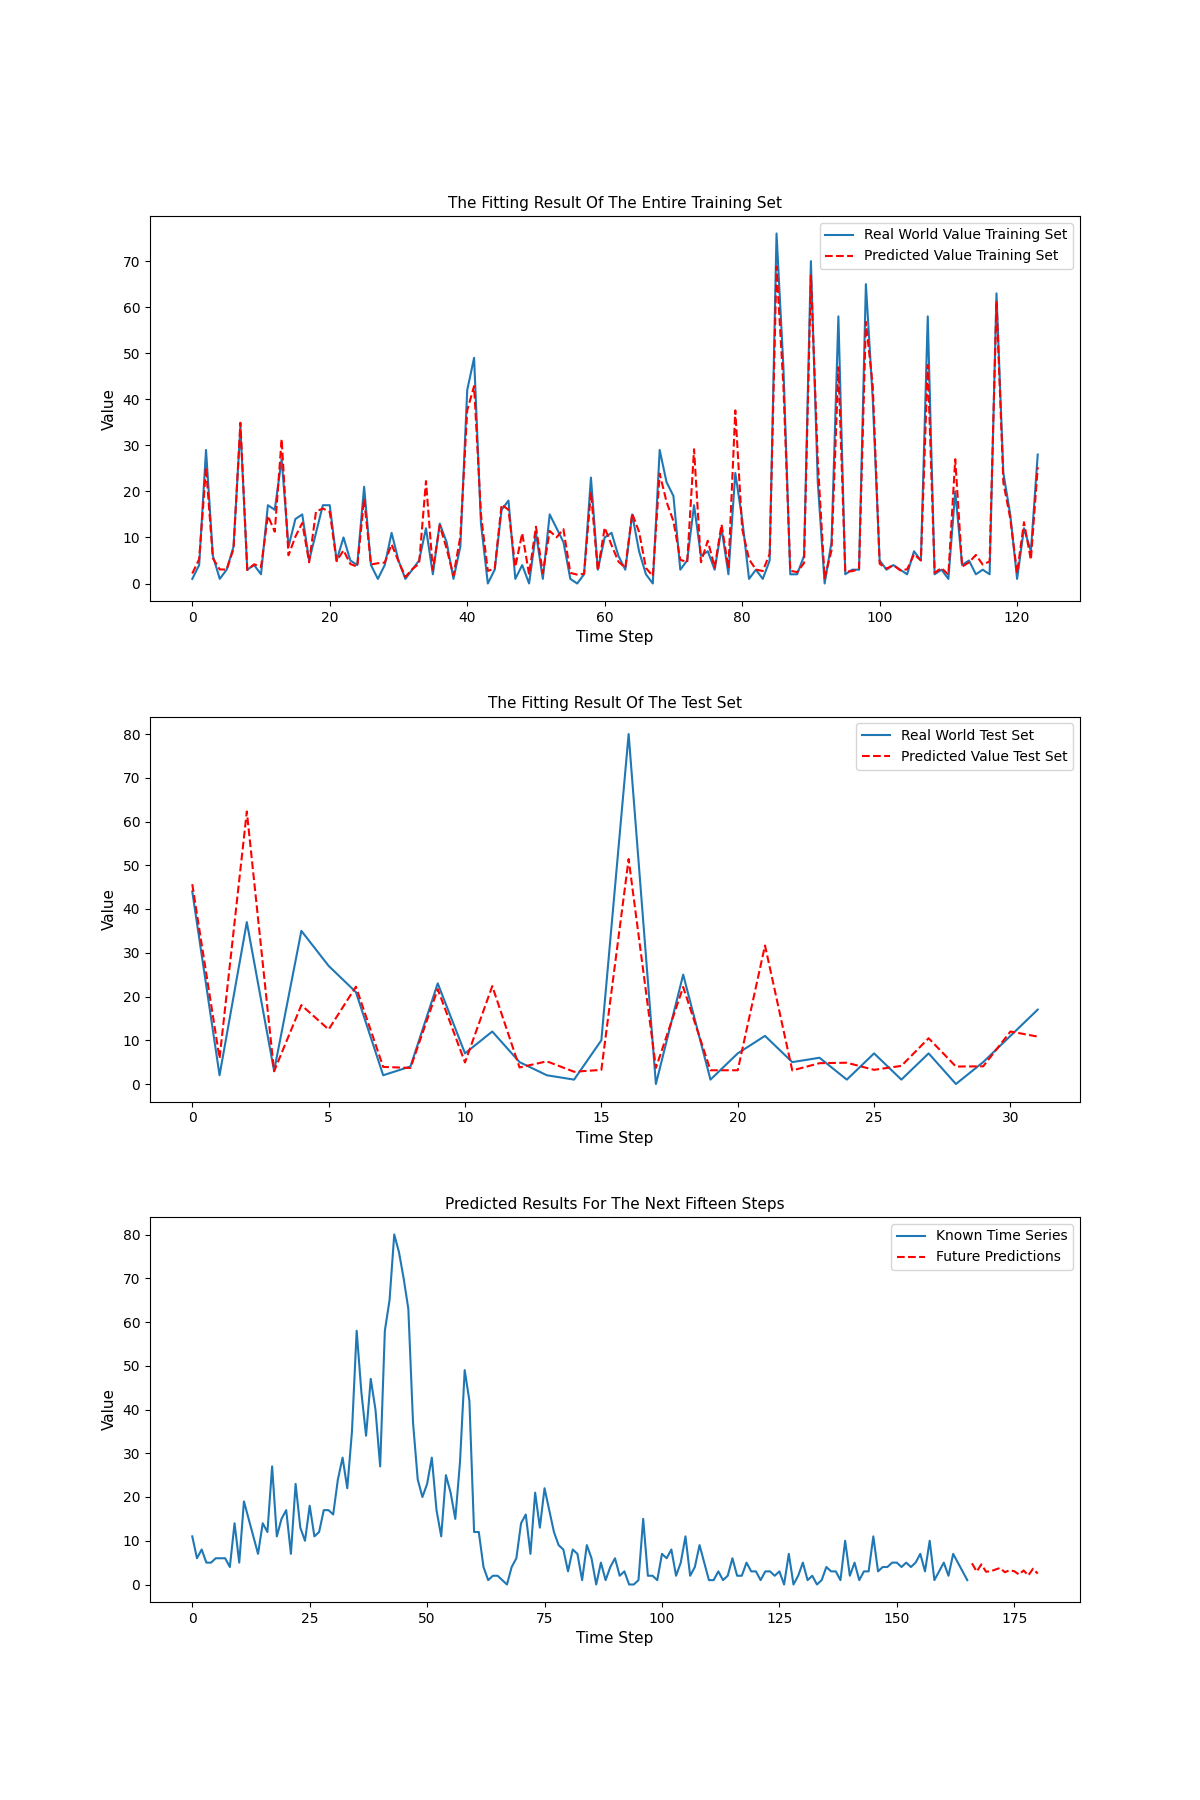 The Fitting Result Of The Entire Training Set
Real World Value Training Set
Predicted Value Training Set
Value
70
60
50
40
30
20
10
0
0 20 40 60 80 100 120
Time Step
The Fitting Result Of The Test Set
Real World Test Set
Predicted Value Test Set
Value
80
70
60
50
40
30
20
10
0
0 5 10 15 20 25 30
Time Step
Predicted Results For The Next Fifteen Steps
Known Time Series
Future Predictions
Value
80
70
60
50
40
30
20
10
0
0 25 50 75 100 125 150 175
Time Step